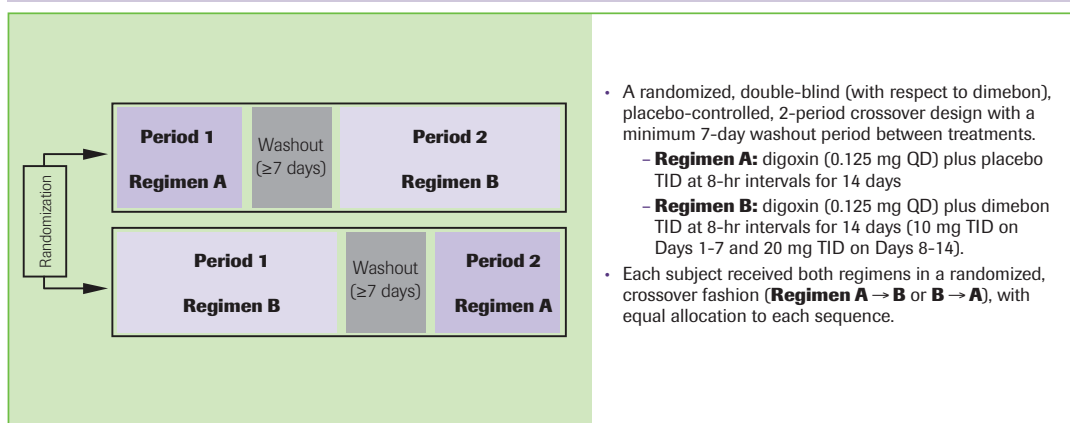 Randomization
Period 1
Regimen A
Washout
(≥7 days)
Period 2
Regimen B
Period 1
Regimen B
Washout
(≥7 days)
Period 2
Regimen A
• A randomized, double-blind (with respect to dimebon),
placebo-controlled, 2-period crossover design with a
minimum 7-day washout period between treatments.
– Regimen A: digoxin (0.125 mg QD) plus placebo
TID at 8-hr intervals for 14 days
– Regimen B: digoxin (0.125 mg QD) plus dimebon
TID at 8-hr intervals for 14 days (10 mg TID on
Days 1-7 and 20 mg TID on Days 8-14).
• Each subject received both regimens in a randomized,
crossover fashion (Regimen A → B or B → A), with
equal allocation to each sequence.